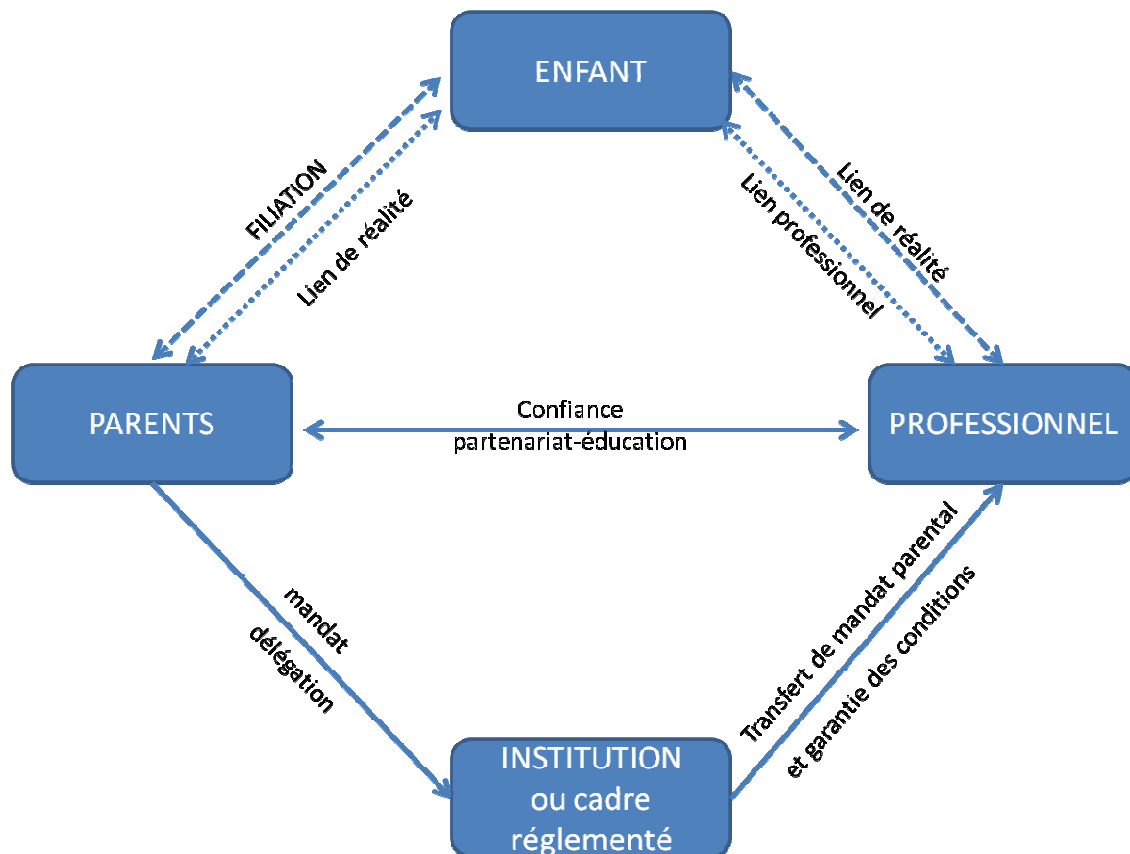 ENFANT
FILIATION
Lien de réalité
Lien de réalité
Lien professionnel
PARENTS
Confiance
partenariat-éducation
PROFESSIONNEL
mandat
délégation
Transfert de mandat parental
et garantie des conditions
INSTITUTION
ou cadre
réglementé